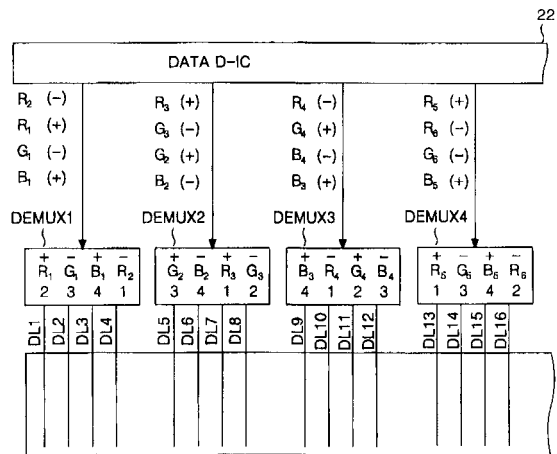 22
DATA D-IC
R₂ (−) R₃ (+) R₄ (−) R₅ (+)
R₁ (+) G₃ (−) G₄ (+) R₆ (−)
G₁ (−) G₂ (+) B₄ (−) G₅ (−)
B₁ (+) B₂ (−) B₃ (+) B₅ (+)
DEMUX1 DEMUX2 DEMUX3 DEMUX4
+ − + − + − + − + − + − + − + −
R₁ G₁ B₁ R₂ G₂ B₂ R₃ G₃ B₃ R₄ G₄ B₄ R₅ G₅ B₅ R₆
2 3 4 1 3 4 1 2 4 1 2 3 1 3 4 2
DL1 DL2 DL3 DL4 DL5 DL6 DL7 DL8 DL9 DL10 DL11 DL12 DL13 DL14 DL15 DL16